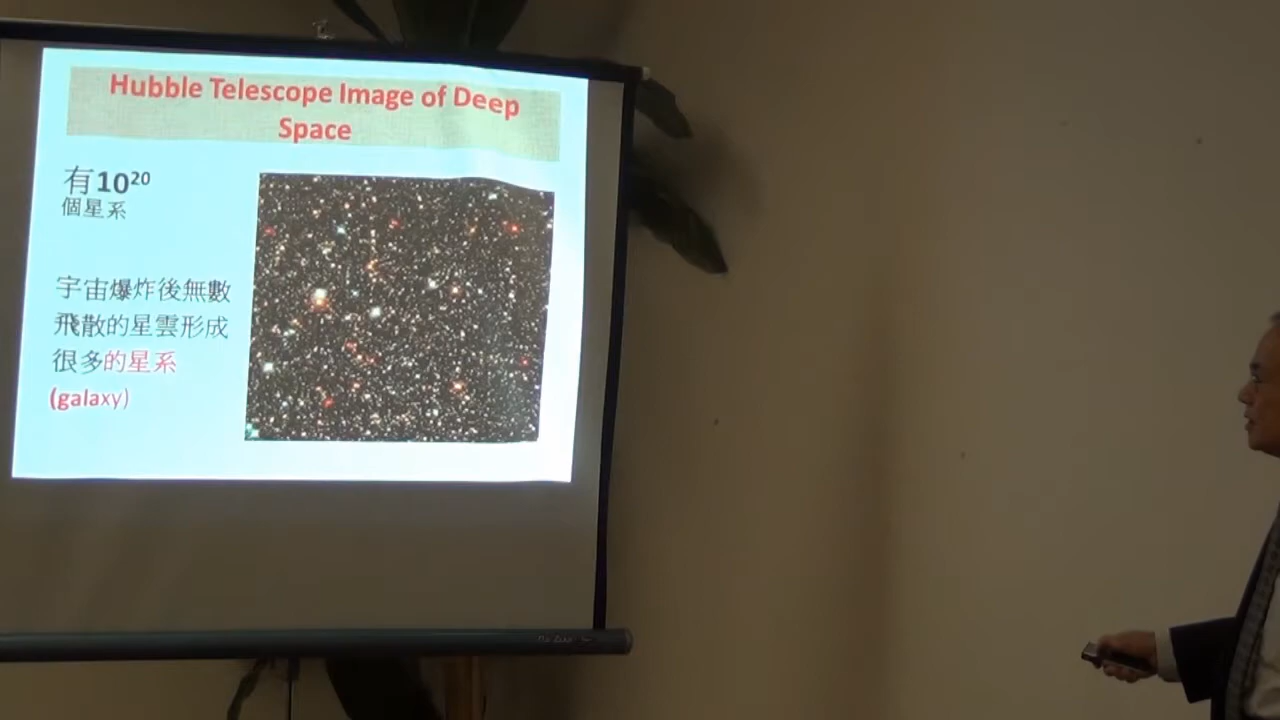 Hubble Telescope Image of Deep
Space
有10²⁰
個星系
宇宙爆炸後無數
飛散的星雲形成
很多的星系
(galaxy)